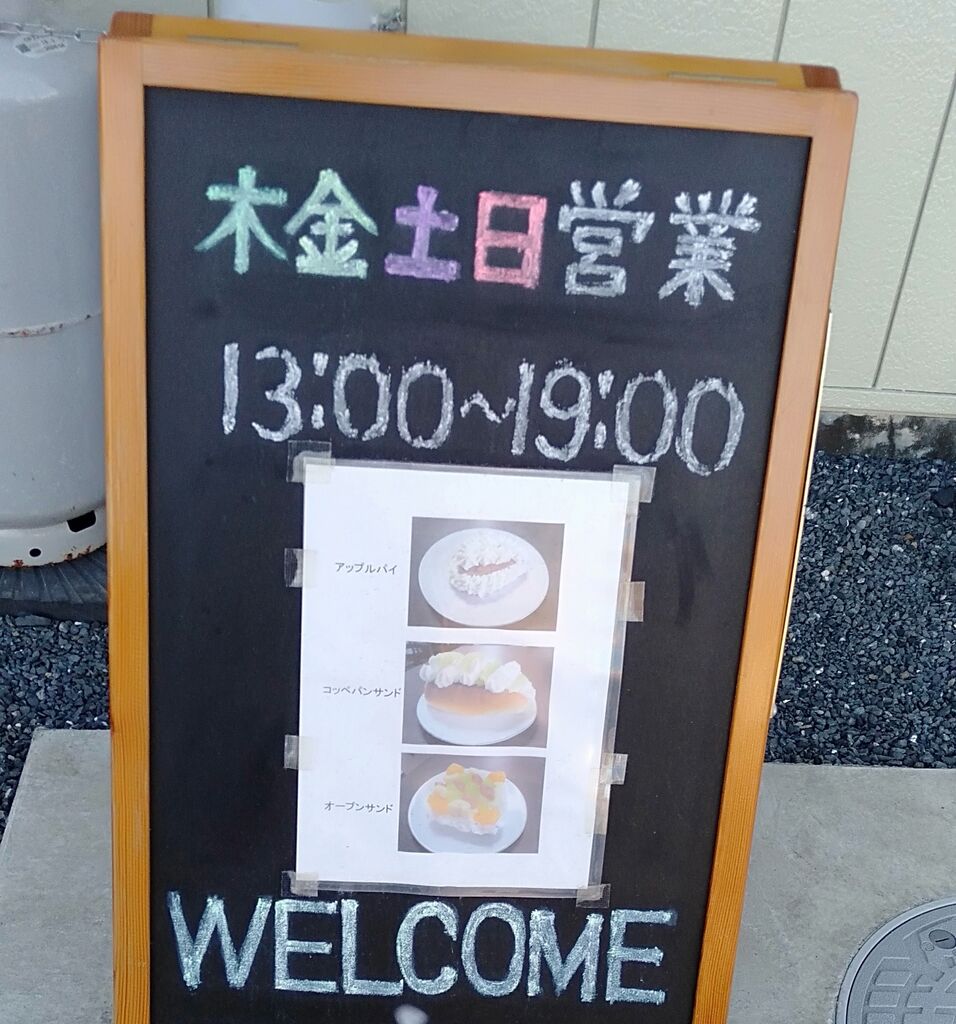 木金土日営業
13:00~19:00
アップルパイ
コッペパンサンド
オープンサンド
WELCOME